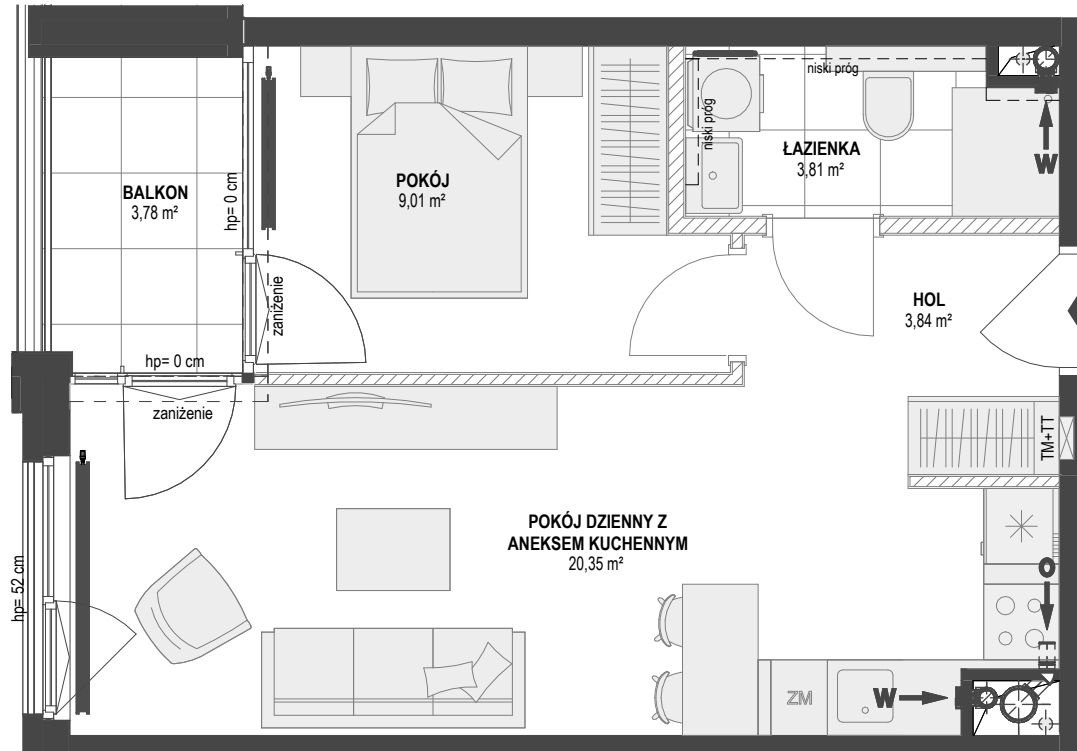 niski próg
niski próg
ŁAZIENKA
3,81 m²
W
POKÓJ
9,01 m²
BALKON
3,78 m²
hp= 0 cm
zaniżenie
HOL
3,84 m²
hp= 0 cm
zaniżenie
TM+TT
POKÓJ DZIENNY Z
ANEKSEM KUCHENNYM
20,35 m²
hp= 52 cm
O
ZM
W